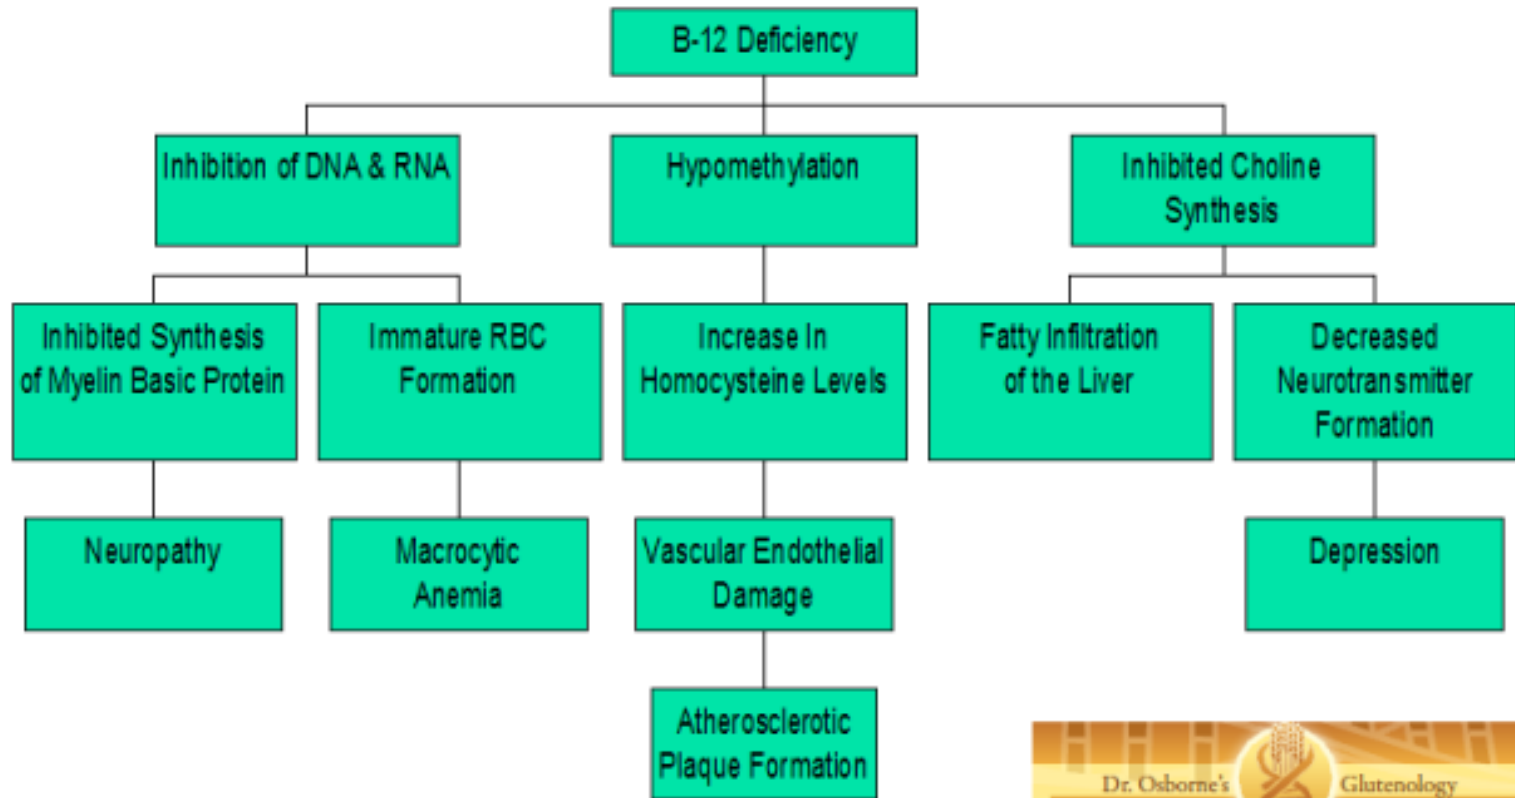 B-12 Deficiency
Inhibition of DNA & RNA
Hypomethylation
Inhibited Choline
Synthesis
Inhibited Synthesis
of Myelin Basic Protein
Immature RBC
Formation
Increase In
Homocysteine Levels
Fatty Infiltration
of the Liver
Decreased
Neurotransmitter
Formation
Neuropathy
Macrocytic
Anemia
Vascular Endothelial
Damage
Depression
Atherosclerotic
Plaque Formation
Dr. Osborne's Glutenology